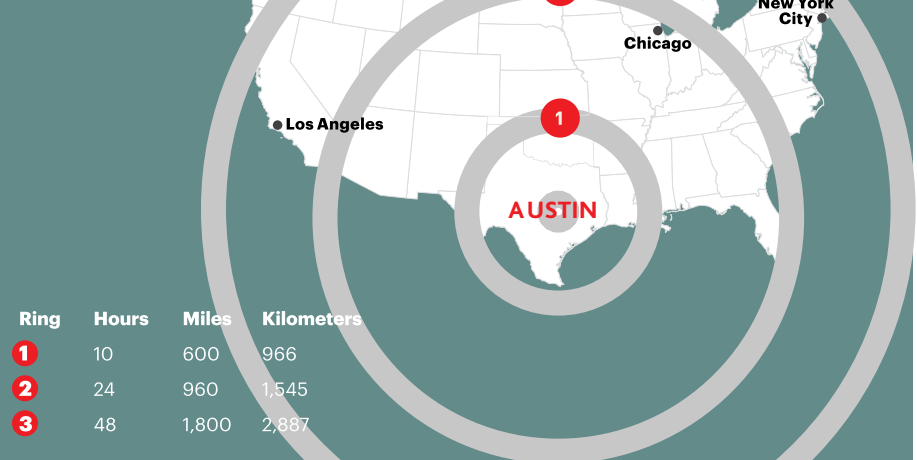 New York
City
Chicago
1
Los Angeles
AUSTIN
Ring Hours Miles Kilometers
1 10 600 966
2 24 960 1,545
3 48 1,800 2,887